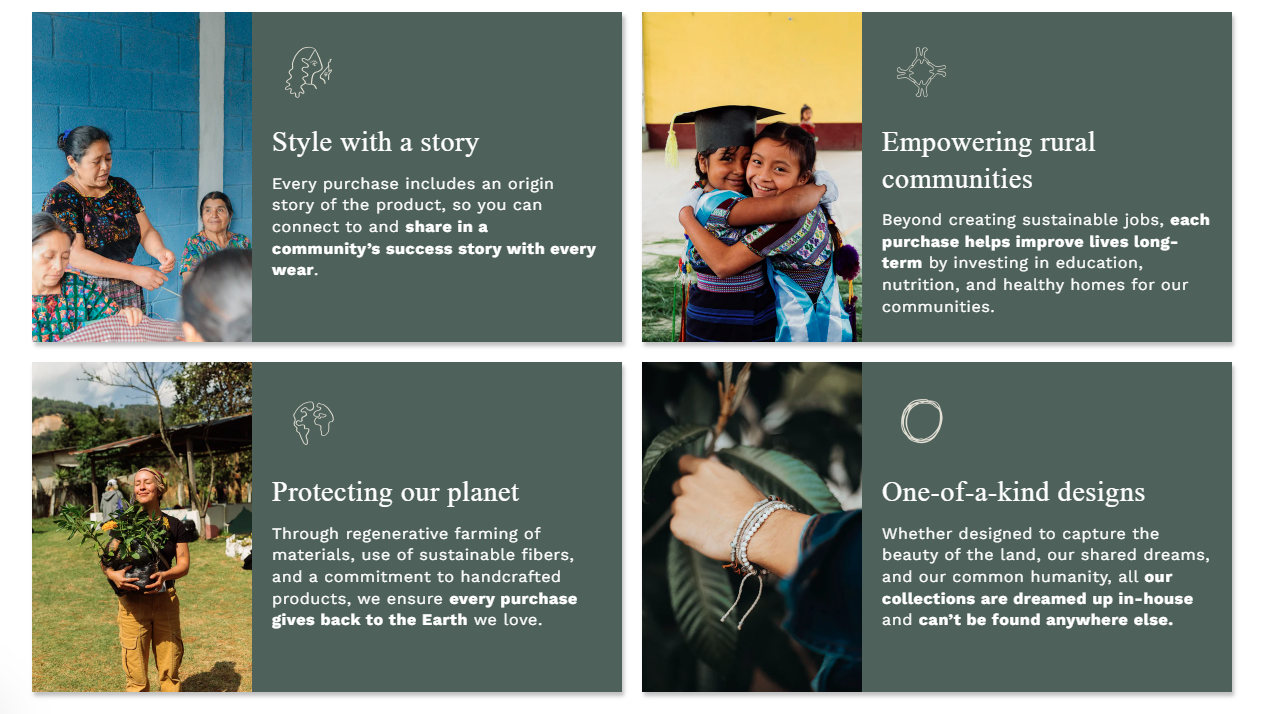 Style with a story
Every purchase includes an origin
story of the product, so you can
connect to and share in a
community’s success story with every
wear.
Empowering rural
communities
Beyond creating sustainable jobs, each
purchase helps improve lives long-
term by investing in education,
nutrition, and healthy homes for our
communities.
Protecting our planet
Through regenerative farming of
materials, use of sustainable fibers,
and a commitment to handcrafted
products, we ensure every purchase
gives back to the Earth we love.
One-of-a-kind designs
Whether designed to capture the
beauty of the land, our shared dreams,
and our common humanity, all our
collections are dreamed up in-house
and can’t be found anywhere else.